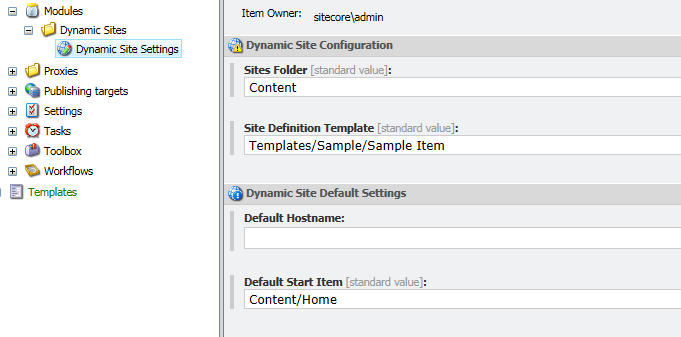 Modules
Dynamic Sites
Dynamic Site Settings
Proxies
Publishing targets
Settings
Tasks
Toolbox
Workflows
Templates
Item Owner: sitecore\admin
Dynamic Site Configuration
Sites Folder [standard value]:
Content
Site Definition Template [standard value]:
Templates/Sample/Sample Item
Dynamic Site Default Settings
Default Hostname:
Default Start Item [standard value]:
Content/Home